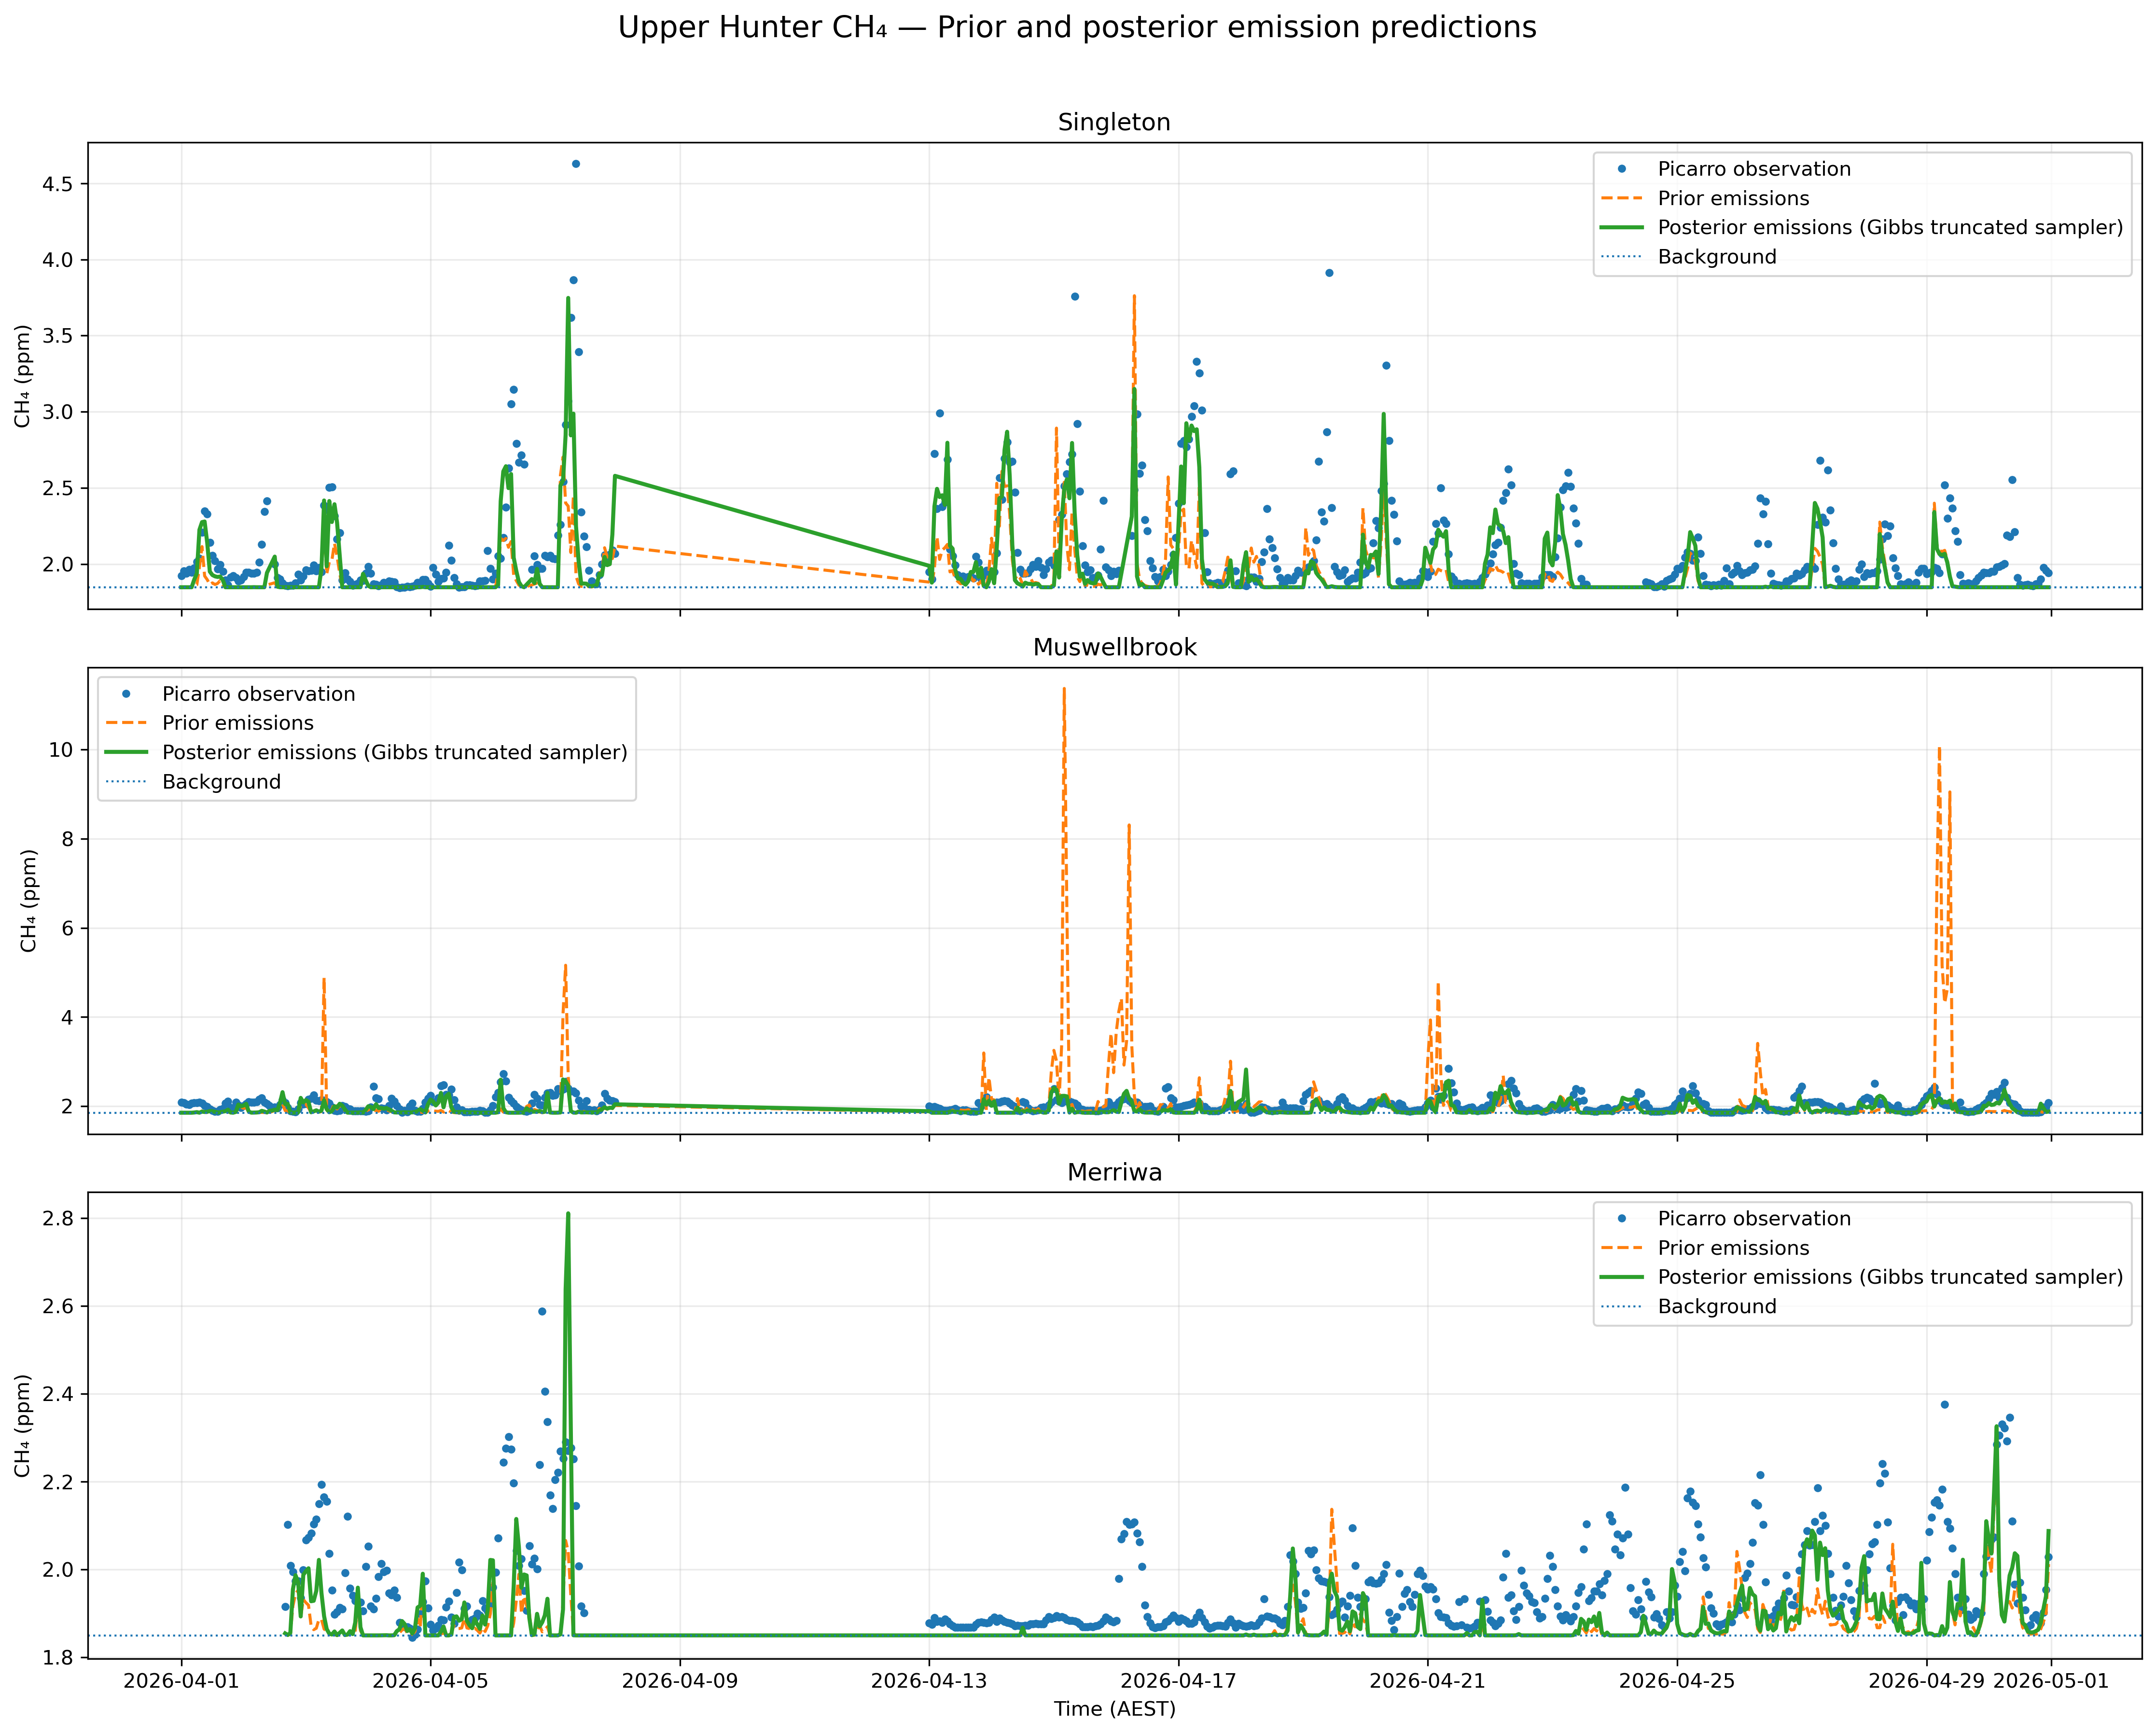 Upper Hunter CH₄ — Prior and posterior emission predictions
Singleton
CH₄ (ppm)
4.5
4.0
3.5
3.0
2.5
2.0
Picarro observation
Prior emissions
Posterior emissions (Gibbs truncated sampler)
Background
Muswellbrook
CH₄ (ppm)
10
8
6
4
2
Picarro observation
Prior emissions
Posterior emissions (Gibbs truncated sampler)
Background
Merriwa
CH₄ (ppm)
2.8
2.6
2.4
2.2
2.0
1.8
Picarro observation
Prior emissions
Posterior emissions (Gibbs truncated sampler)
Background
2026-04-01 2026-04-05 2026-04-09 2026-04-13 2026-04-17 2026-04-21 2026-04-25 2026-04-29 2026-05-01
Time (AEST)